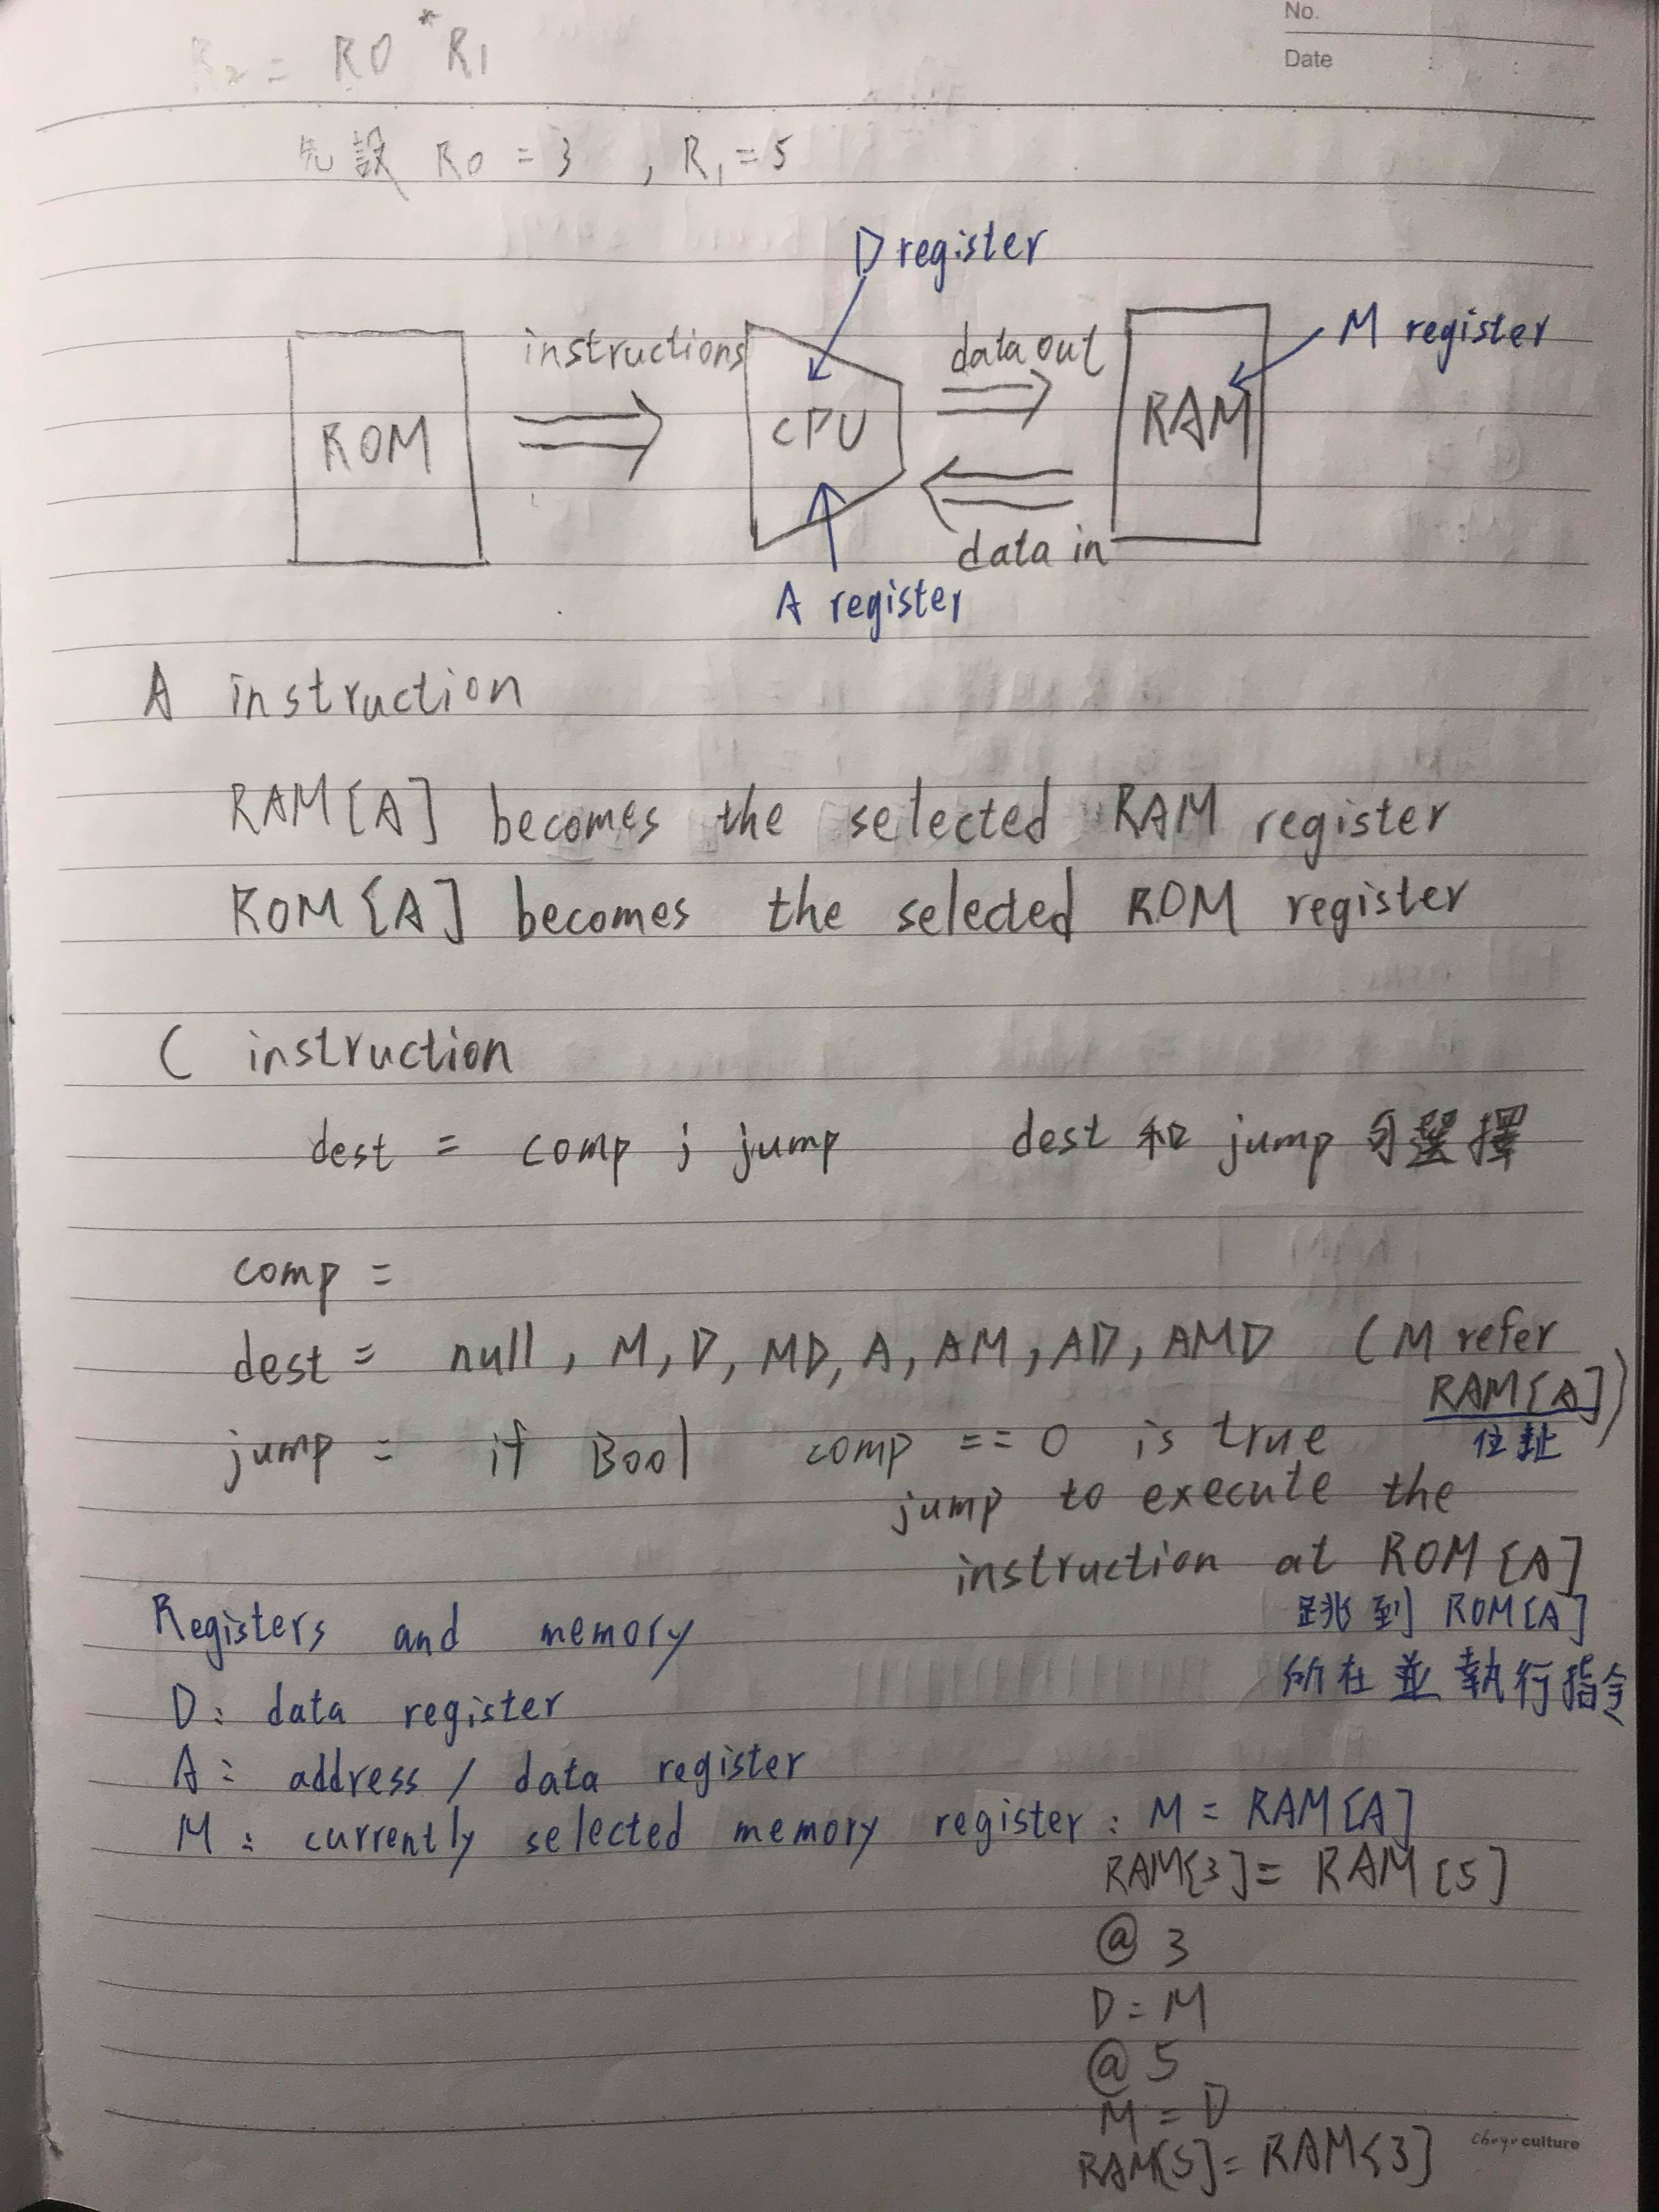 No.
Date : :
R2 = R0 * R1
先設 R0 = 3 , R1 = 5
D register
M register
instructions
data out
ROM
CPU
RAM
data in
A register
A instruction
RAM[A] becomes the selected RAM register
ROM[A] becomes the selected ROM register
C instruction
dest = comp ; jump dest 和 jump 可選擇
comp =
dest = null , M, D, MD, A, AM, AD, AMD (M refer
RAM[A])
住址
jump = if Bool comp == 0 is true
jump to execute the
instruction at ROM[A]
跳到 ROM[A]
所在並執行指令
Registers and memory
D: data register
A: address / data register
M: currently selected memory register : M = RAM[A]
RAM[3] = RAM[5]
@ 3
D = M
@ 5
M = D
RAM[5] = RAM[3]
culture